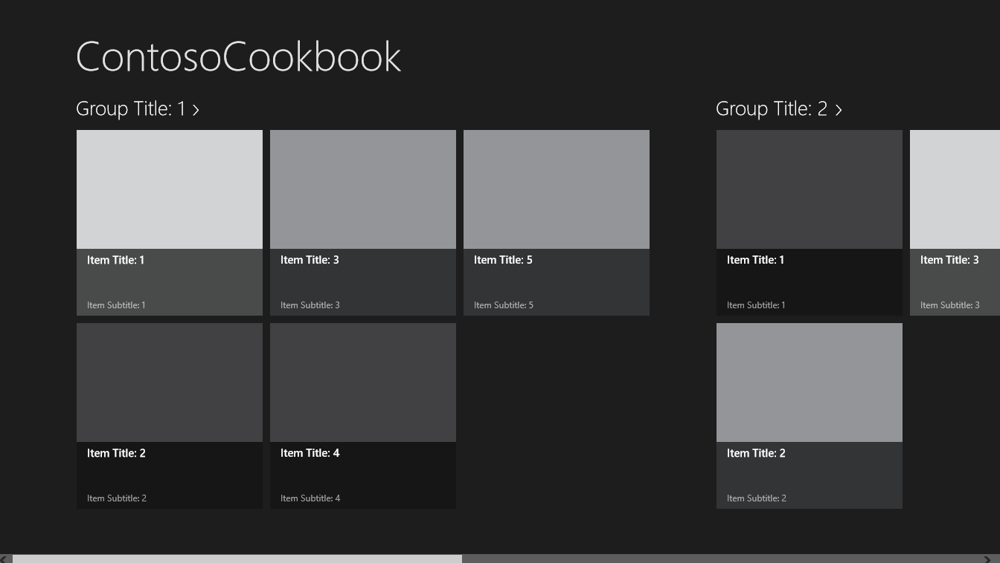 ContosoCookbook
Group Title: 1 >
Item Title: 1
Item Subtitle: 1
Item Title: 3
Item Subtitle: 3
Item Title: 5
Item Subtitle: 5
Item Title: 2
Item Subtitle: 2
Item Title: 4
Item Subtitle: 4
Group Title: 2 >
Item Title: 1
Item Subtitle: 1
Item Title: 3
Item Subtitle: 3
Item Title: 2
Item Subtitle: 2